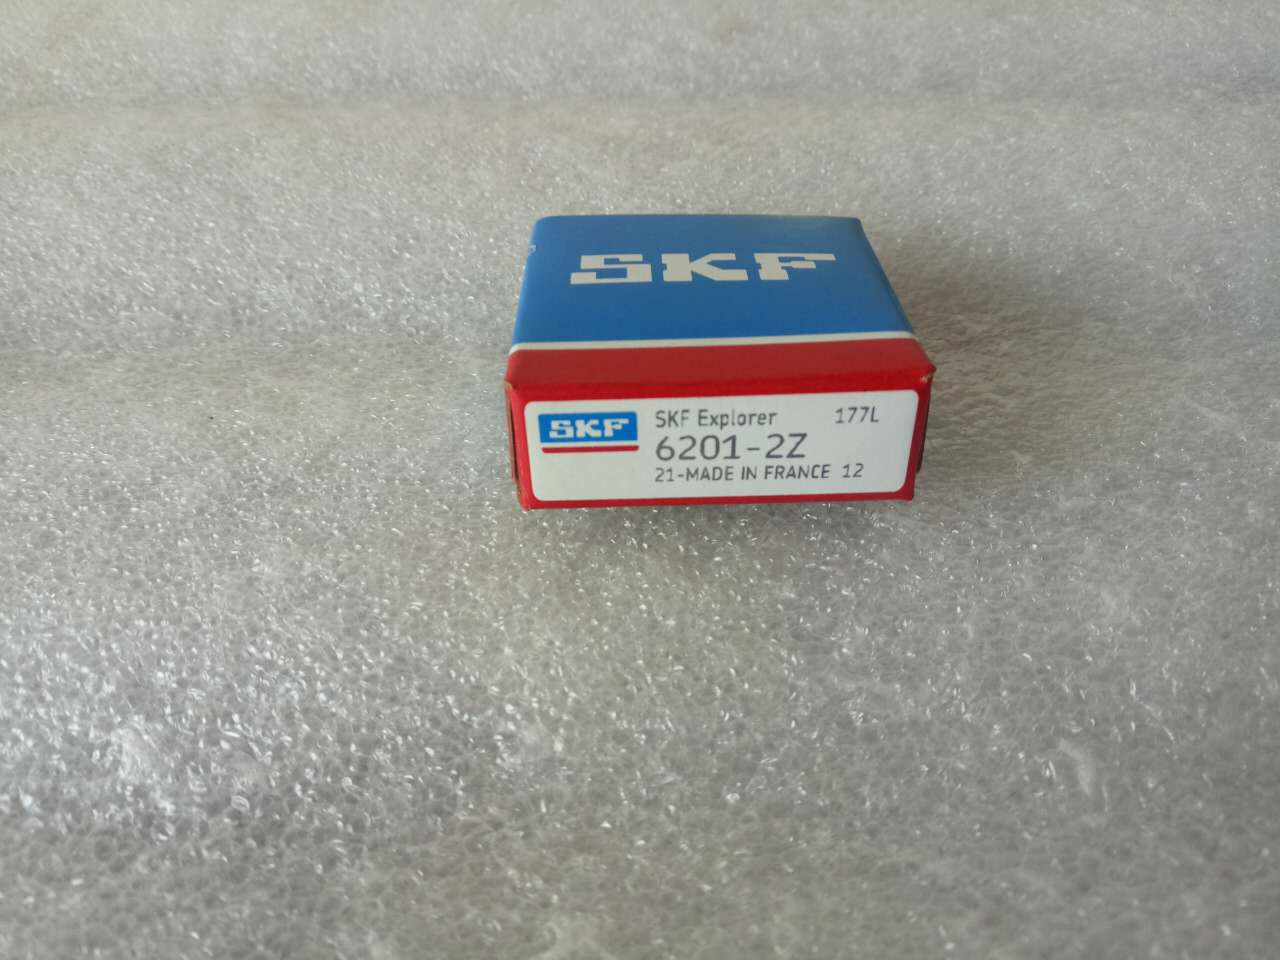 SKF
SKF
SKF Explorer 177L
6201-2Z
21-MADE IN FRANCE 12